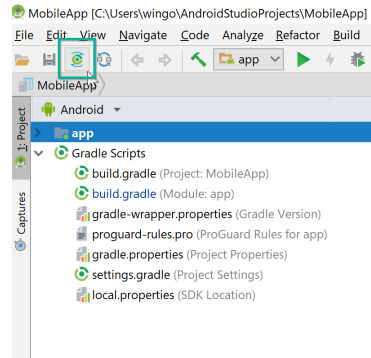 MobileApp [C:\Users\wingo\AndroidStudioProjects\MobileApp]
File Edit View Navigate Code Analyze Refactor Build
app
MobileApp
1: Project
Android
app
Gradle Scripts
build.gradle (Project: MobileApp)
build.gradle (Module: app)
gradle-wrapper.properties (Gradle Version)
proguard-rules.pro (ProGuard Rules for app)
gradle.properties (Project Properties)
settings.gradle (Project Settings)
local.properties (SDK Location)
Captures